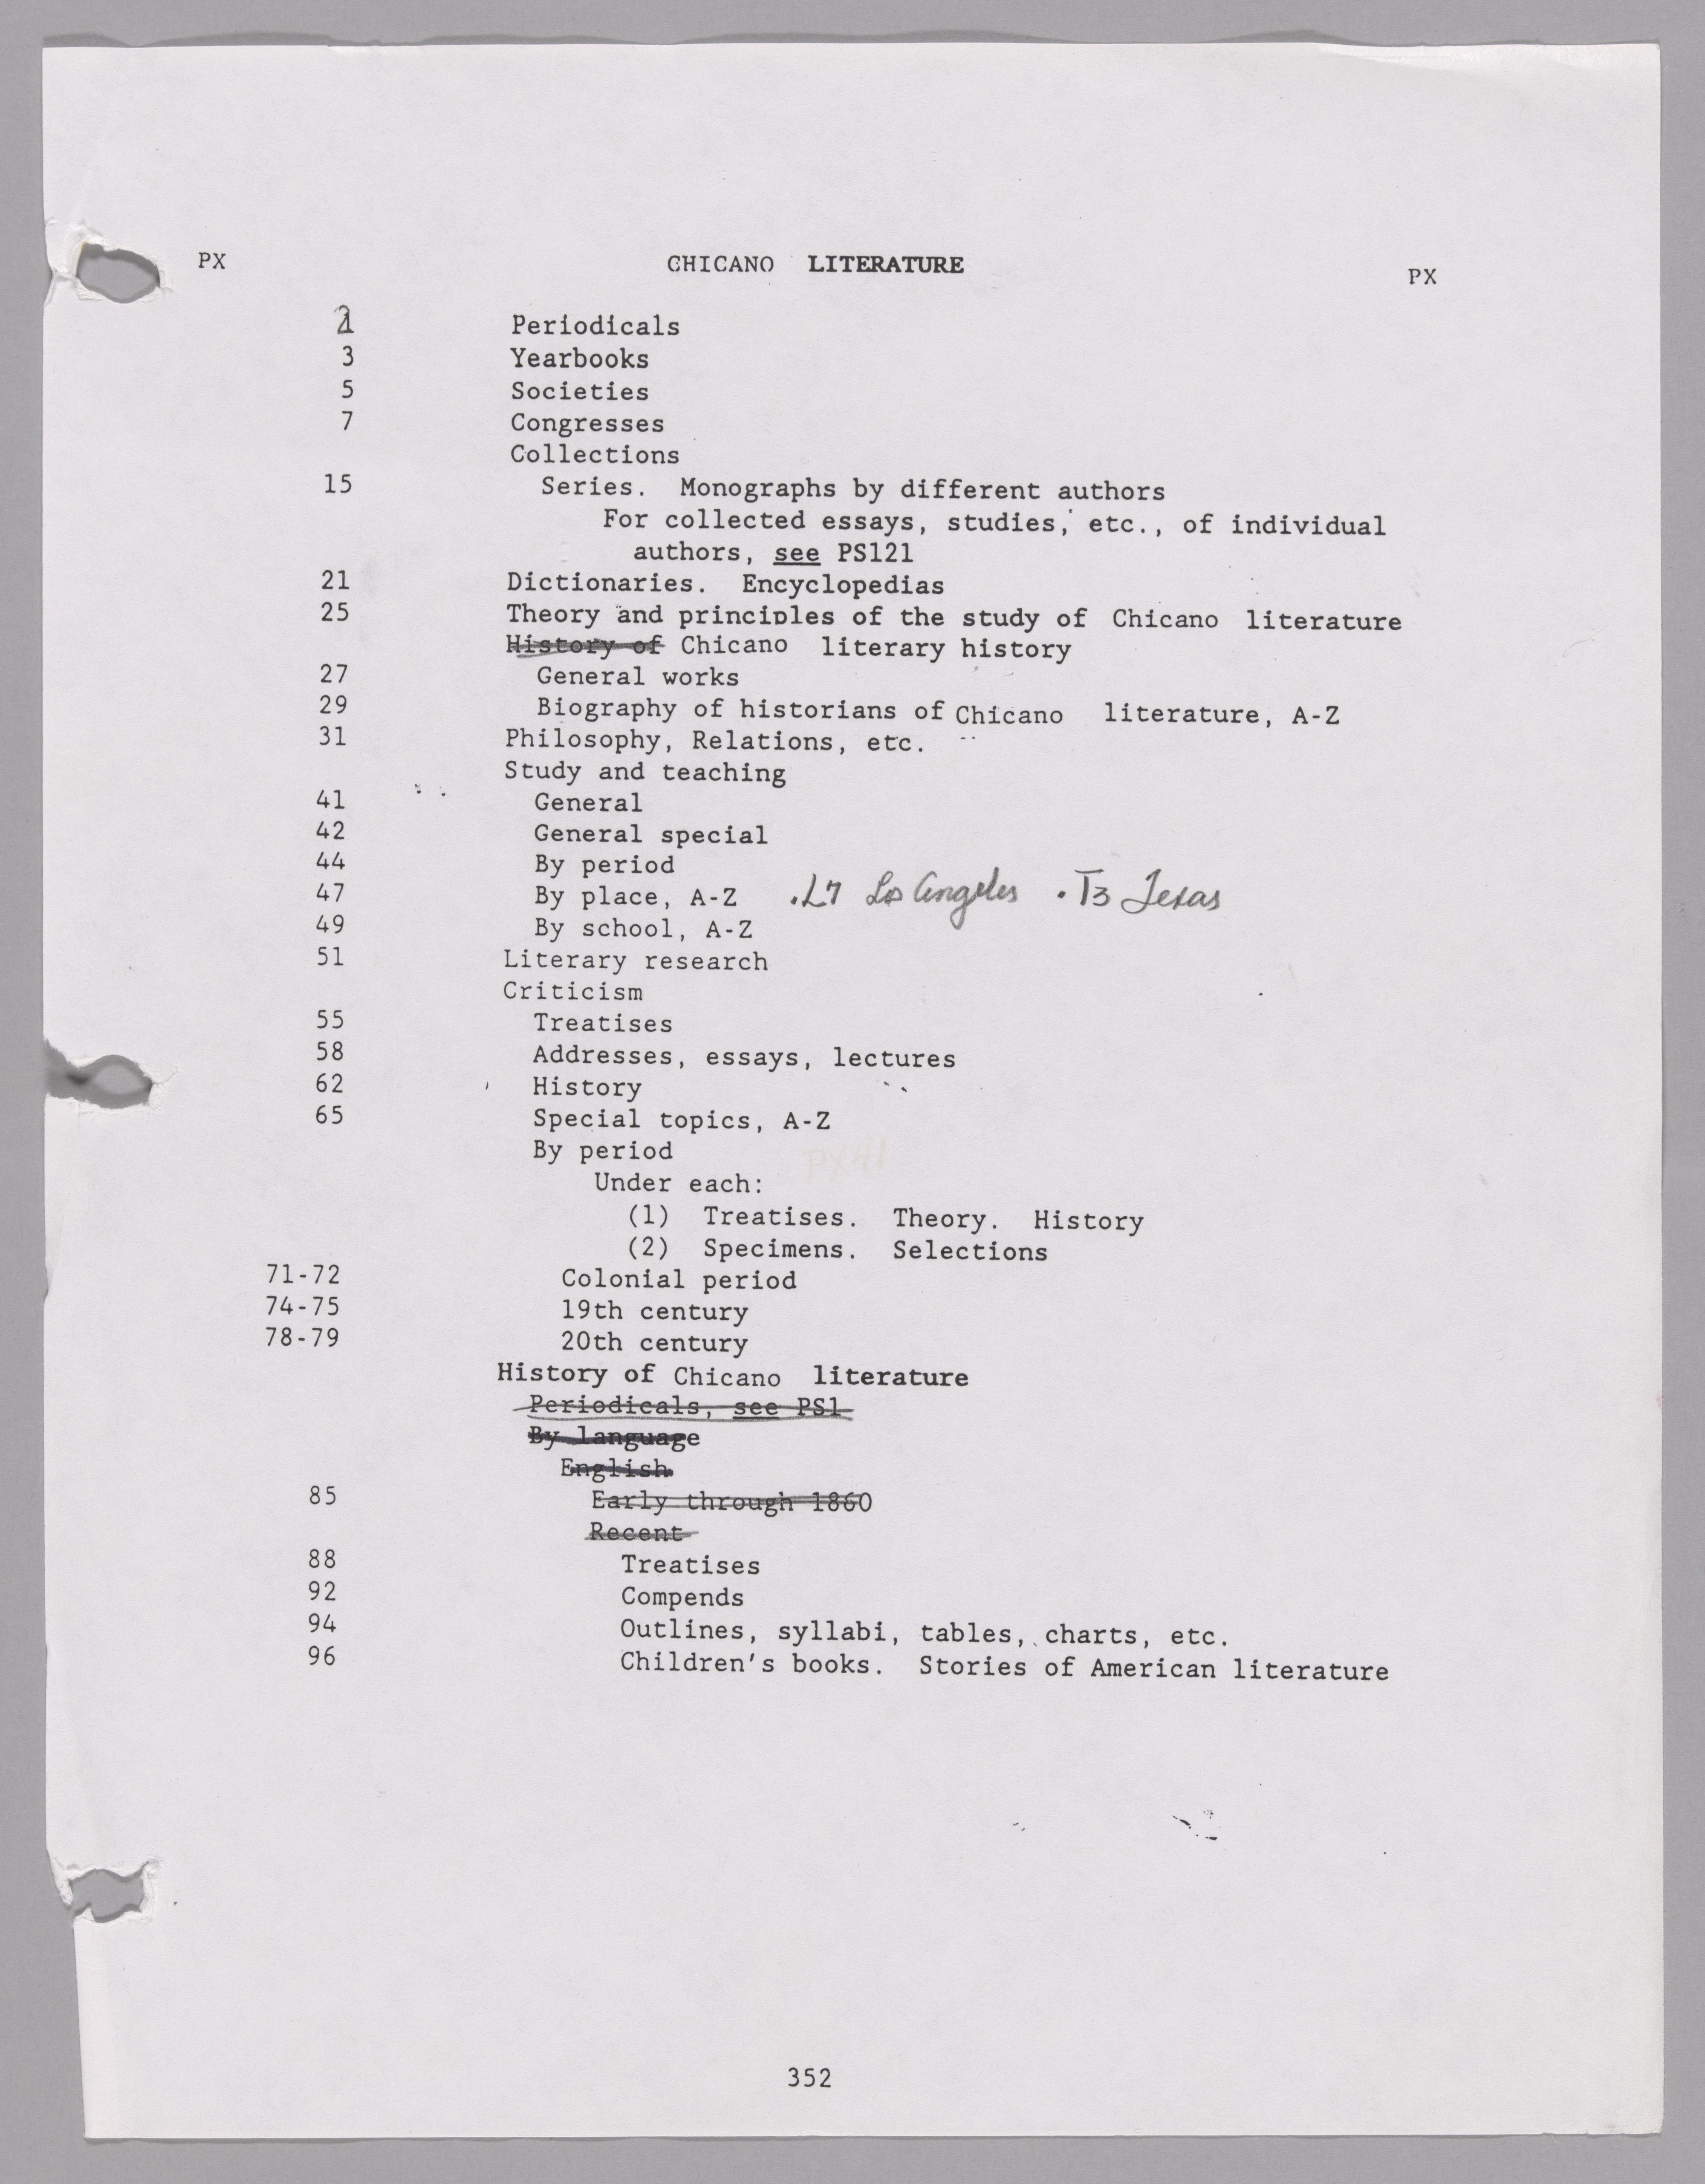 PX CHICANO LITERATURE PX
2 Periodicals
3 Yearbooks
5 Societies
7 Congresses
Collections
15 Series. Monographs by different authors
For collected essays, studies, etc., of individual
authors, see PS121
21 Dictionaries. Encyclopedias
25 Theory and principles of the study of Chicano literature
History of Chicano literary history
27 General works
29 Biography of historians of Chicano literature, A-Z
31 Philosophy, Relations, etc.
Study and teaching
41 General
42 General special
44 By period
47 By place, A-Z .L7 Los Angeles .T3 Texas
49 By school, A-Z
51 Literary research
Criticism
55 Treatises
58 Addresses, essays, lectures
62 History
65 Special topics, A-Z
By period PX41
Under each:
(1) Treatises. Theory. History
(2) Specimens. Selections
71-72 Colonial period
74-75 19th century
78-79 20th century
History of Chicano literature
Periodicals, see PS1
By language
English
85 Early through 1860
Recent
88 Treatises
92 Compends
94 Outlines, syllabi, tables, charts, etc.
96 Children's books. Stories of American literature
352